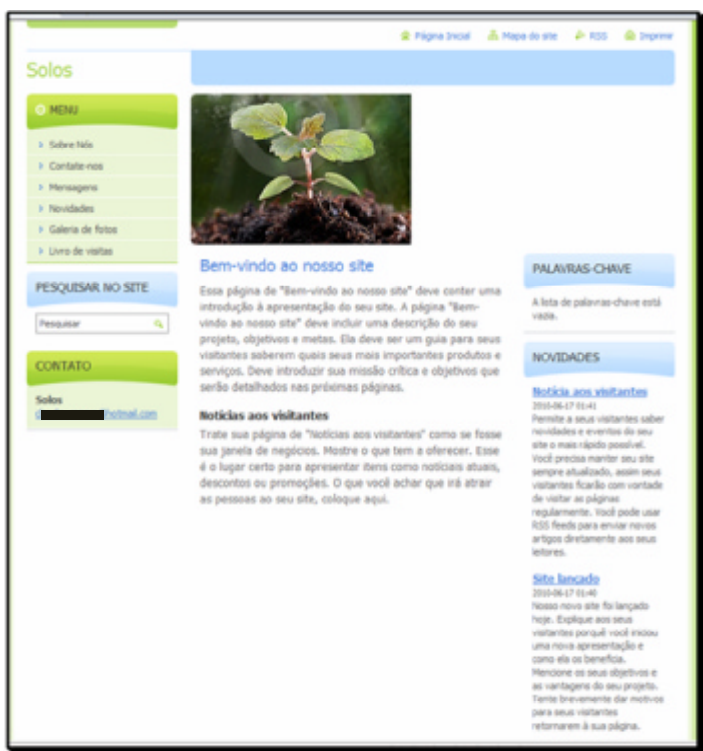 Página Inicial Mapa do site RSS Imprimir
Solos
MENU
Sobre Nós
Contate-nos
Mensagens
Novidades
Galeria de fotos
Livro de visitas
PESQUISAR NO SITE
Pesquisar
CONTATO
Solos
hotmail.com
Bem-vindo ao nosso site
Essa página de "Bem-vindo ao nosso site" deve conter uma
introdução à apresentação do seu site. A página "Bem-
vindo ao nosso site" deve incluir uma descrição do seu
projeto, objetivos e metas. Ela deve ser um guia para seus
visitantes saberem quais seus mais importantes produtos e
serviços. Deve introduzir sua missão crítica e objetivos que
serão detalhados nas próximas páginas.
Notícias aos visitantes
Trate sua página de "Notícias aos visitantes" como se fosse
sua janela de negócios. Mostre o que tem a oferecer. Esse
é o lugar certo para apresentar itens como notíciais atuais,
descontos ou promoções. O que você achar que irá atrair
as pessoas ao seu site, coloque aqui.
PALAVRAS-CHAVE
A lista de palavras-chave está
vazia.
NOVIDADES
Notícia aos visitantes
2010-06-17 01:41
Permite a seus visitantes saber
novidades e eventos do seu
site o mais rápido possível.
Você precisa manter seu site
sempre atualizado, assim seus
visitantes ficarão com vontade
de visitar as páginas
regularmente. Você pode usar
RSS feeds para enviar novos
artigos diretamente aos seus
leitores.
Site lançado
2010-06-17 01:40
Nosso novo site foi lançado
hoje. Explique aos seus
visitantes porquê você iniciou
uma nova apresentação e
como ela os beneficia.
Mencione os seus objetivos e
as vantagens do seu projeto.
Tente brevemente dar motivos
para seus visitantes
retornarem à sua página.